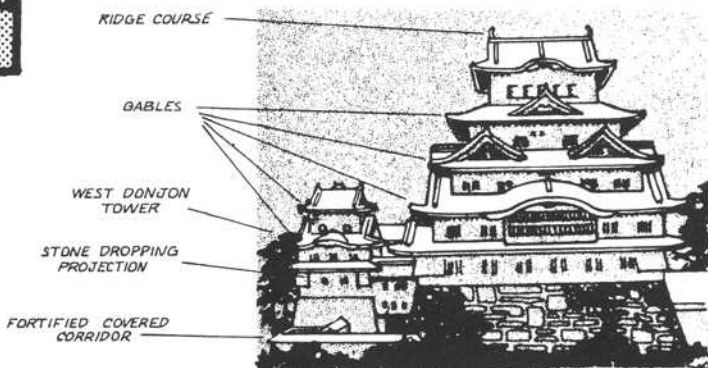 RIDGE COURSE
GABLES
WEST DONJON
TOWER
STONE DROPPING
PROJECTION
FORTIFIED COVERED
CORRIDOR